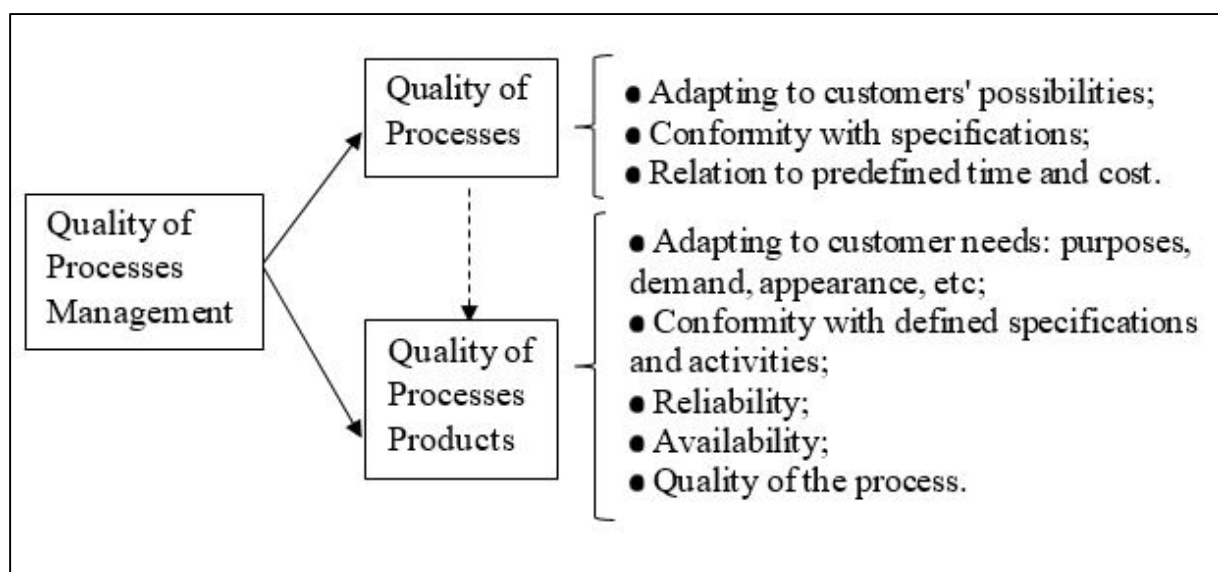 Quality of
Processes
Management
Quality of
Processes
● Adapting to customers' possibilities;
● Conformity with specifications;
● Relation to predefined time and cost.
Quality of
Processes
Products
● Adapting to customer needs: purposes,
demand, appearance, etc;
● Conformity with defined specifications
and activities;
● Reliability;
● Availability;
● Quality of the process.